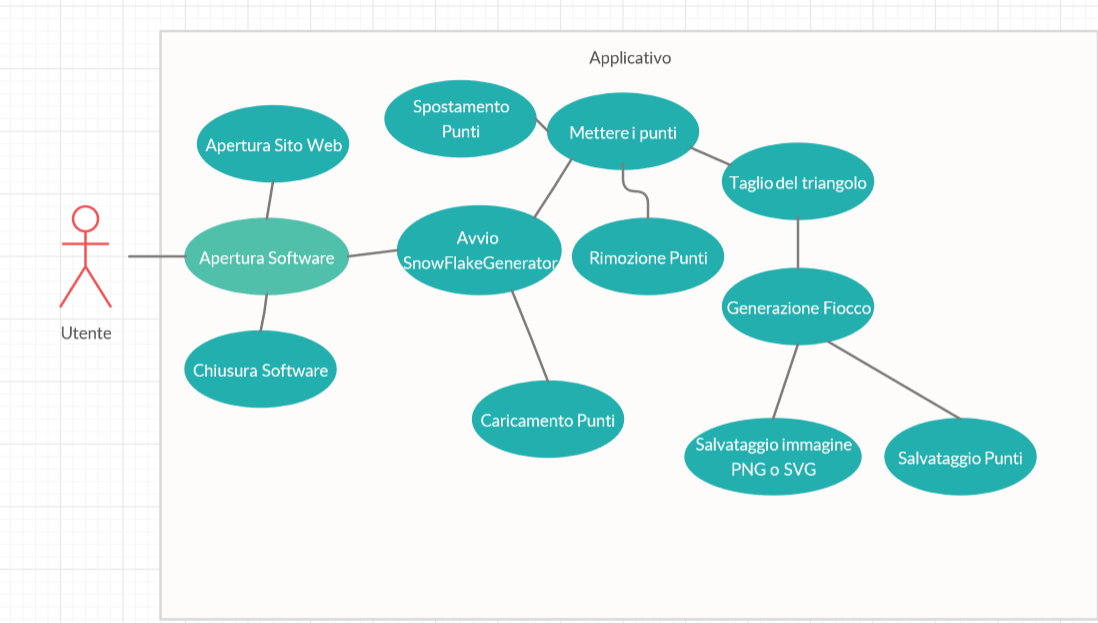 Applicativo
Spostamento
Punti
Mettere i punti
Apertura Sito Web
Taglio del triangolo
Avvio
SnowFlakeGenerator
Apertura Software
Rimozione Punti
Generazione Fiocco
Utente
Chiusura Software
Caricamento Punti
Salvataggio immagine
PNG o SVG
Salvataggio Punti